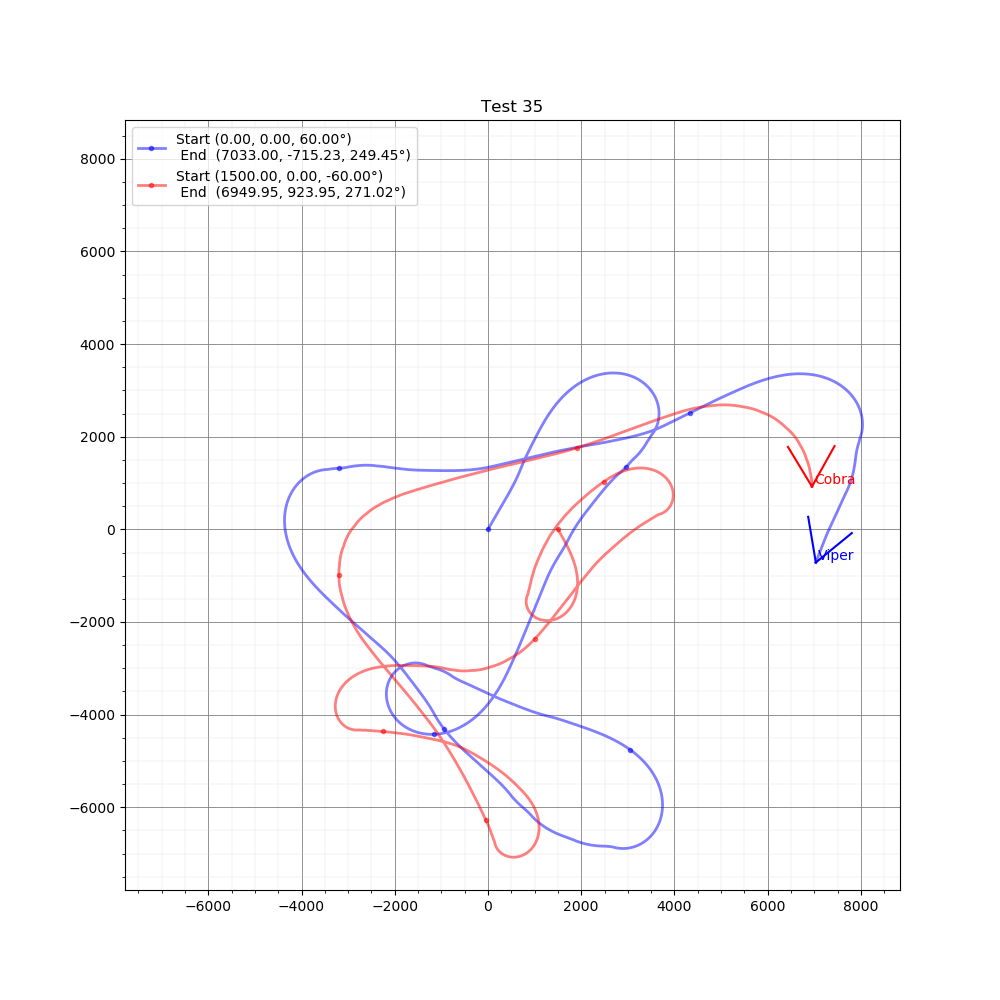 Test 35
Start (0.00, 0.00, 60.00°)
End (7033.00, -715.23, 249.45°)
Start (1500.00, 0.00, -60.00°)
End (6949.95, 923.95, 271.02°)
8000
6000
4000
2000
0
−2000
−4000
−6000
Cobra
Viper
−6000 −4000 −2000 0 2000 4000 6000 8000